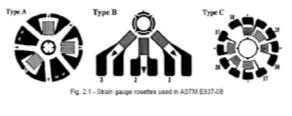 Type A
Type B
Type C
3
2
1
Fig. 2.1 - Strain gauge rosettes used in ASTM E837-08